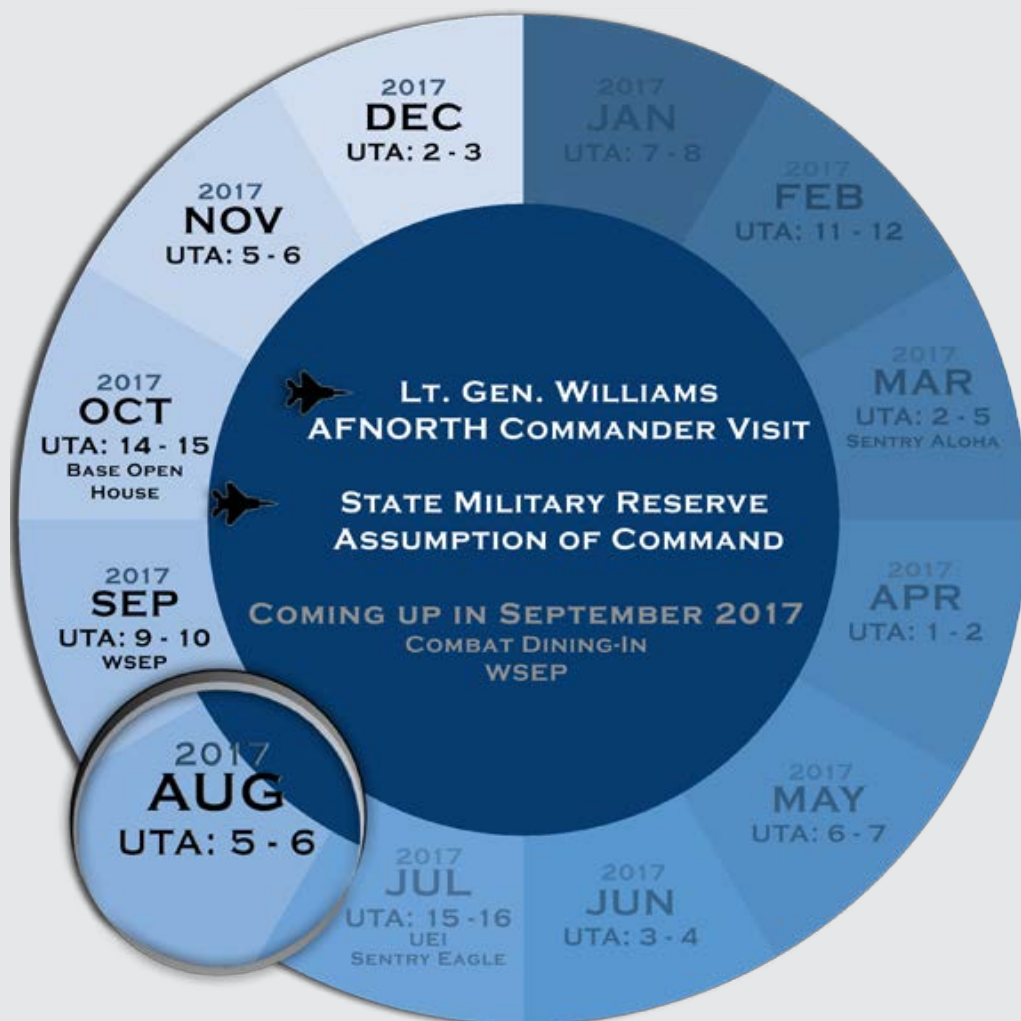 2017
DEC
UTA: 2 - 3
2017
JAN
UTA: 7 - 8
2017
FEB
UTA: 11 - 12
2017
MAR
UTA: 2 - 5
SENTRY ALOHA
2017
APR
UTA: 1 - 2
2017
MAY
UTA: 6 - 7
2017
JUN
UTA: 3 - 4
2017
JUL
UTA: 15 -16
UEI
SENTRY EAGLE
2017
AUG
UTA: 5 - 6
2017
SEP
UTA: 9 - 10
WSEP
2017
OCT
UTA: 14 - 15
BASE OPEN
HOUSE
2017
NOV
UTA: 5 - 6
LT. GEN. WILLIAMS
AFNORTH COMMANDER VISIT
STATE MILITARY RESERVE
ASSUMPTION OF COMMAND
COMING UP IN SEPTEMBER 2017
COMBAT DINING-IN
WSEP